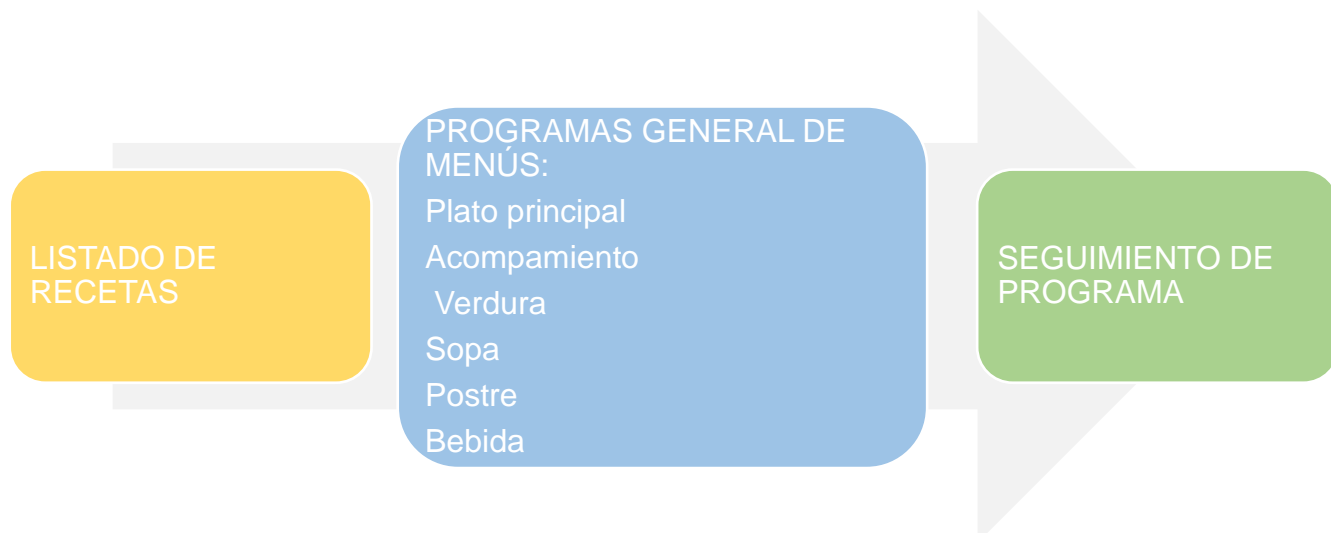 LISTADO DE
RECETAS
PROGRAMAS GENERAL DE
MENÚS:
Plato principal
Acompamiento
Verdura
Sopa
Postre
Bebida
SEGUIMIENTO DE
PROGRAMA